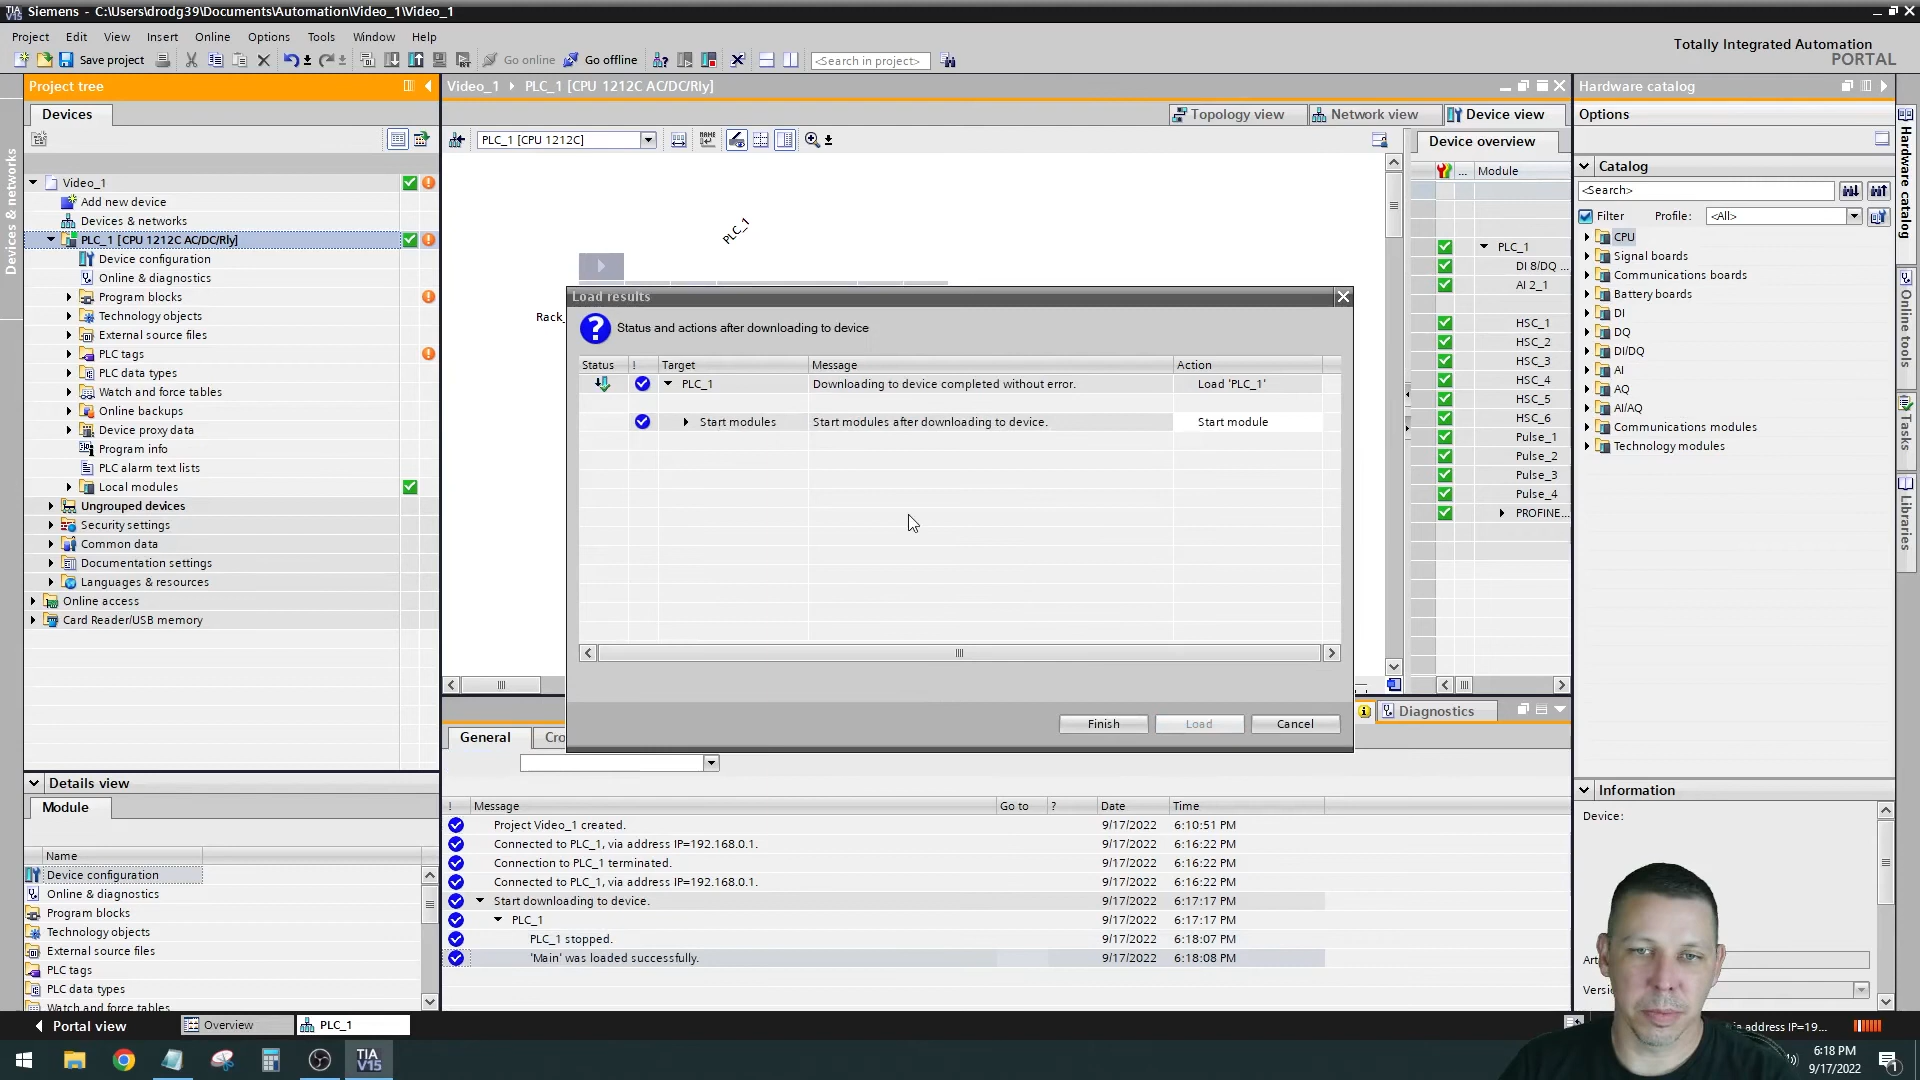 Siemens - C:\Users\drodg39\Documents\Automation\Video_1\Video_1
Project Edit View Insert Online Options Tools Window Help
Totally Integrated Automation
PORTAL
Save project
Go online
Go offline
<Search in project>
Project tree
Video_1 PLC_1 [CPU 1212C AC/DC/Rly]
Hardware catalog
Devices
Topology view
Network view
Device view
Options
PLC_1 [CPU 1212C]
Device overview
Devices & networks
Hardware catalog
Online tools
Tasks
Libraries
Video_1
Add new device
Devices & networks
PLC_1 [CPU 1212C AC/DC/Rly]
Device configuration
Online & diagnostics
Program blocks
Technology objects
External source files
PLC tags
PLC data types
Watch and force tables
Online backups
Device proxy data
Program info
PLC alarm text lists
Local modules
Ungrouped devices
Security settings
Common data
Documentation settings
Languages & resources
Online access
Card Reader/USB memory
PLC_1
Rack_
Load results
Status and actions after downloading to device
Status ! Target Message Action
PLC_1 Downloading to device completed without error. Load 'PLC_1'
Start modules Start modules after downloading to device. Start module
Finish Load Cancel
... Module
PLC_1
DI 8/DQ ...
AI 2_1
HSC_1
HSC_2
HSC_3
HSC_4
HSC_5
HSC_6
Pulse_1
Pulse_2
Pulse_3
Pulse_4
PROFINE...
Catalog
<Search>
Filter Profile: <All>
CPU
Signal boards
Communications boards
Battery boards
DI
DQ
DI/DQ
AI
AQ
AI/AQ
Communications modules
Technology modules
Diagnostics
General
Cro
! Message Go to ? Date Time
Project Video_1 created. 9/17/2022 6:10:51 PM
Connected to PLC_1, via address IP=192.168.0.1. 9/17/2022 6:16:22 PM
Connection to PLC_1 terminated. 9/17/2022 6:16:22 PM
Connected to PLC_1, via address IP=192.168.0.1. 9/17/2022 6:16:22 PM
Start downloading to device. 9/17/2022 6:17:17 PM
PLC_1 9/17/2022 6:17:17 PM
PLC_1 stopped. 9/17/2022 6:18:07 PM
'Main' was loaded successfully. 9/17/2022 6:18:08 PM
Details view
Module
Name
Device configuration
Online & diagnostics
Program blocks
Technology objects
External source files
PLC tags
PLC data types
Watch and force tables
Information
Device:
Art
Versi
Portal view
Overview
PLC_1
a address IP=19...
TIA
V15
6:18 PM
9/17/2022
1